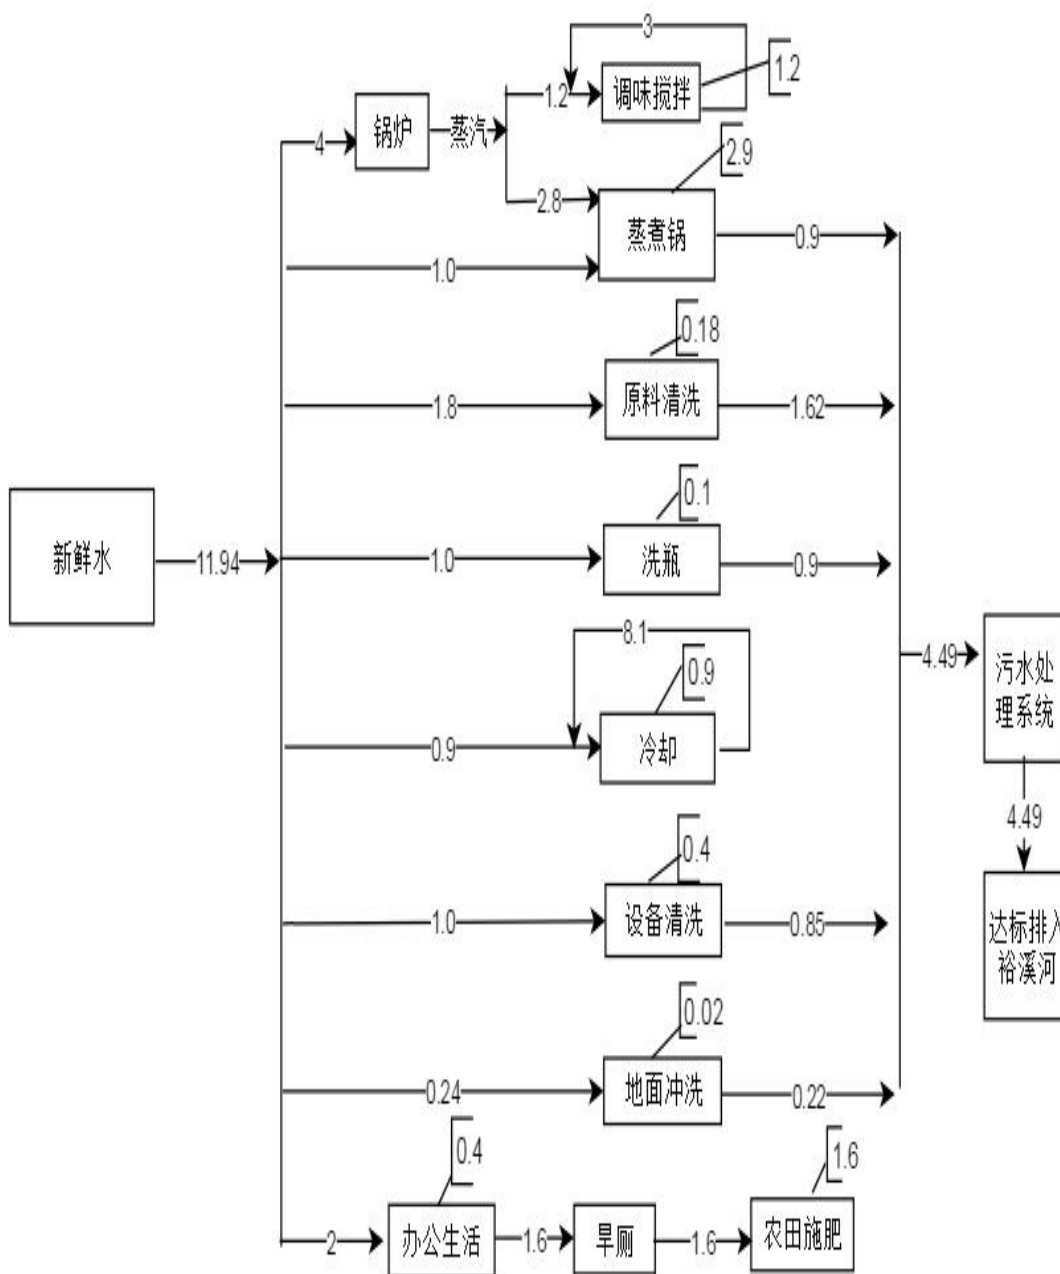 3
1.2
调味搅拌
1.2
4
锅炉
蒸汽
2.9
2.8
蒸煮锅
0.9
1.0
0.18
1.8
原料清洗
1.62
0.1
新鲜水
11.94
1.0
洗瓶
0.9
8.1
0.9
4.49
污水处
理系统
0.9
冷却
4.49
0.4
1.0
设备清洗
0.85
达标排入
裕溪河
0.02
0.24
地面冲洗
0.22
0.4
1.6
2
办公生活
1.6
旱厕
1.6
农田施肥